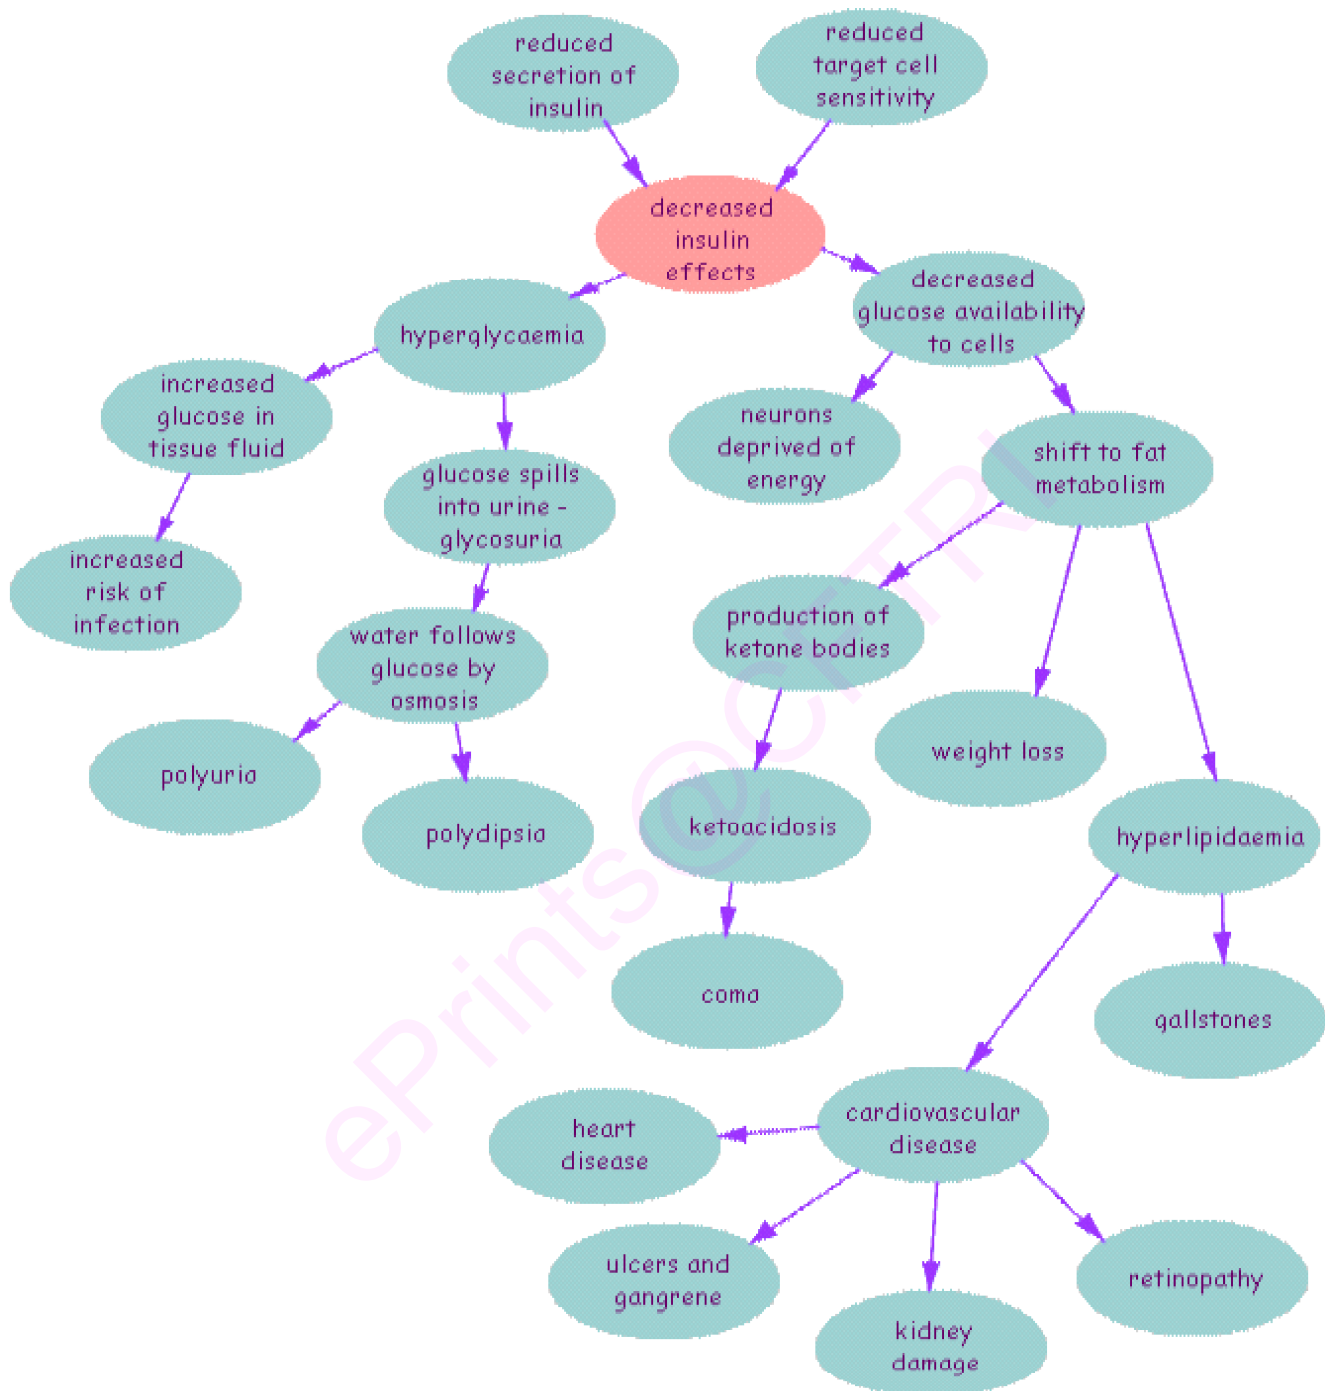 reduced
secretion of
insulin
reduced
target cell
sensitivity
decreased
insulin
effects
hyperglycaemia
decreased
glucose availability
to cells
increased
glucose in
tissue fluid
neurons
deprived of
energy
shift to fat
metabolism
glucose spills
into urine -
glycosuria
increased
risk of
infection
water follows
glucose by
osmosis
production of
ketone bodies
polyuria
polydipsia
weight loss
ketoacidosis
hyperlipidaemia
coma
gallstones
cardiovascular
disease
heart
disease
ulcers and
gangrene
kidney
damage
retinopathy
ePrints@CFTRI